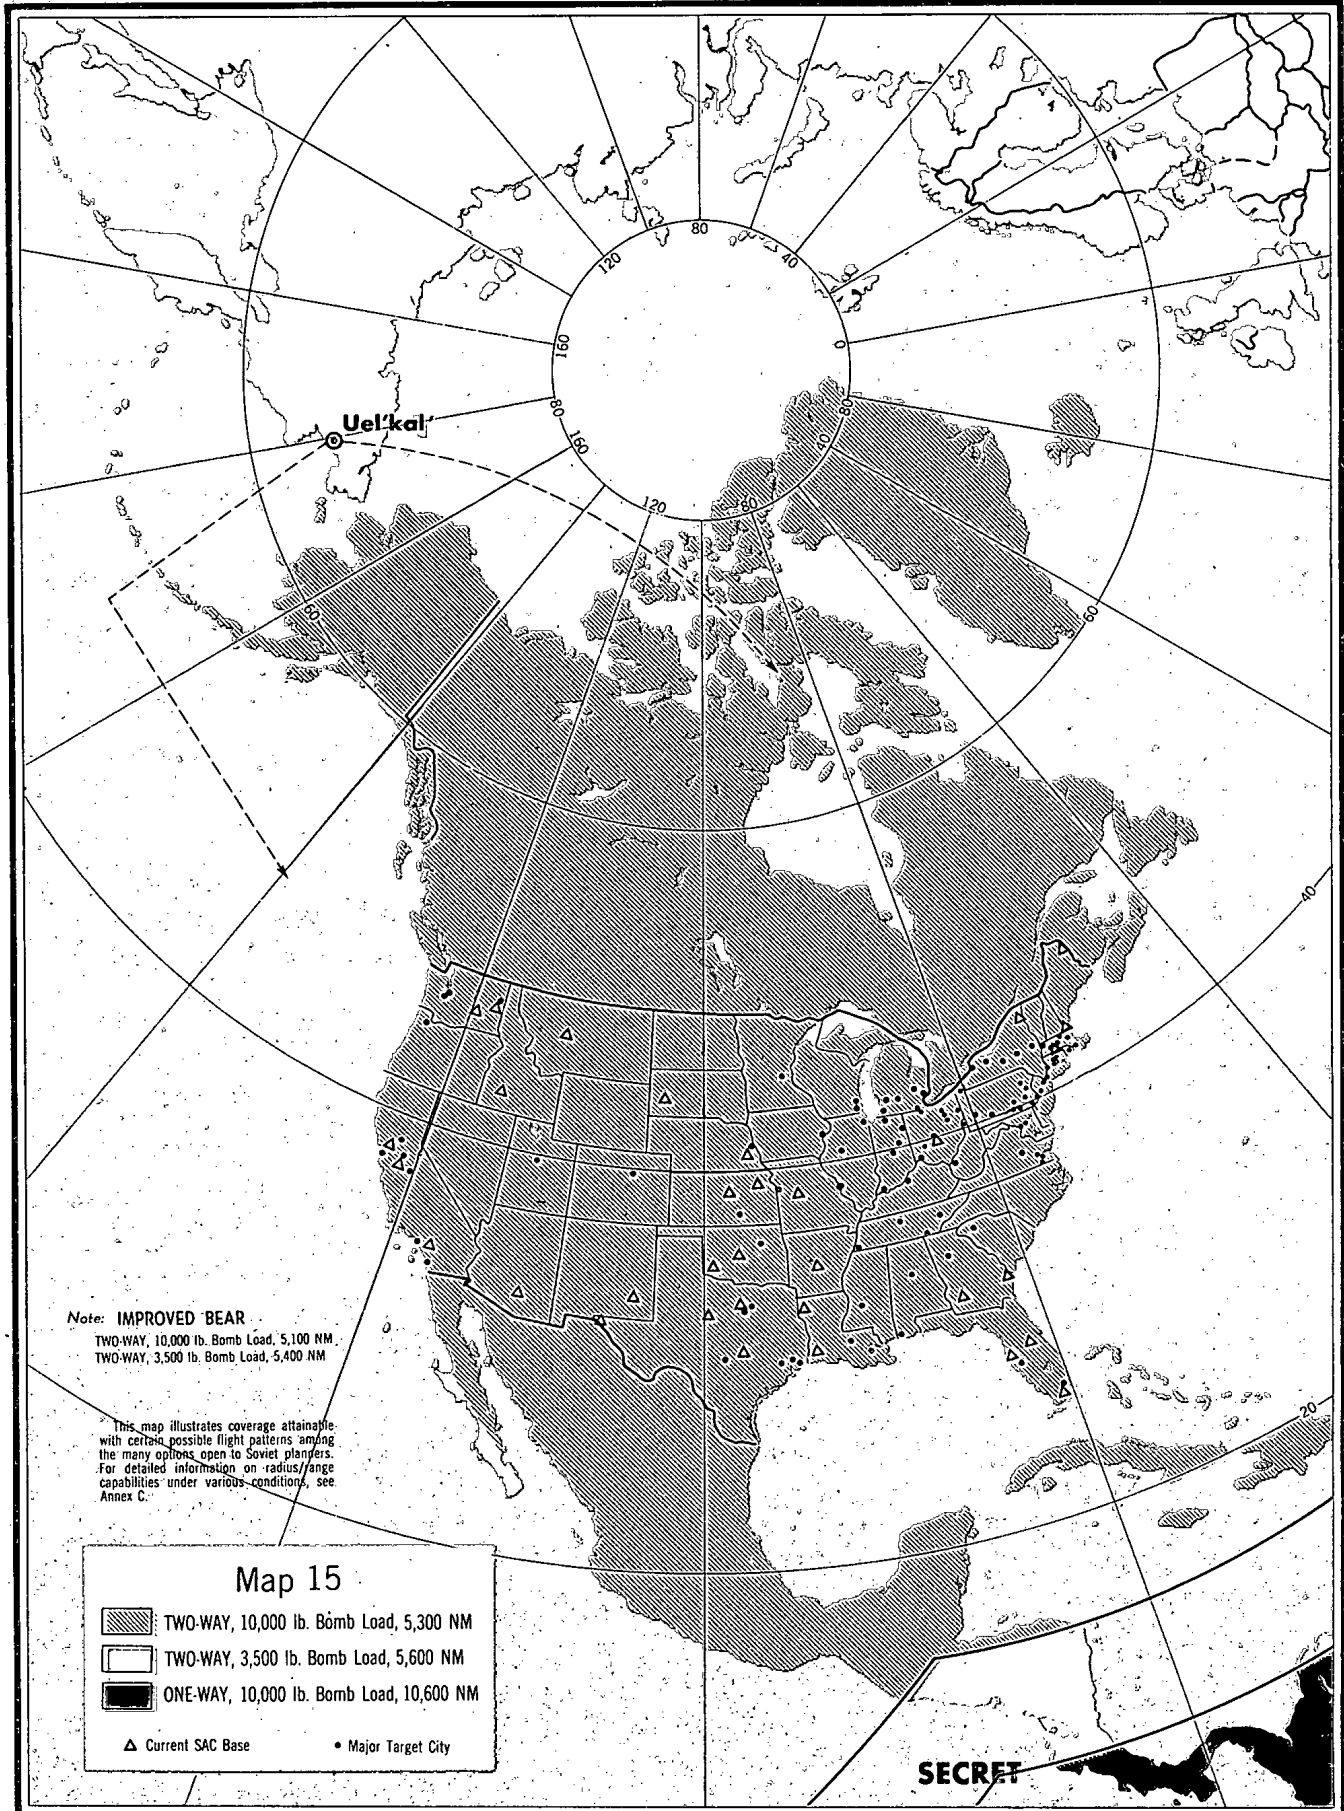 80
120
40
160
0
Uel'kal'
80
160
80
40
120
80
60
60
40
Note: IMPROVED BEAR
TWO-WAY, 10,000 lb. Bomb Load, 5,100 NM
TWO-WAY, 3,500 lb. Bomb Load, 5,400 NM
This map illustrates coverage attainable
with certain possible flight patterns among
the many options open to Soviet planners.
For detailed information on radius/range
capabilities under various conditions, see
Annex C.
20
Map 15
TWO-WAY, 10,000 lb. Bomb Load, 5,300 NM
TWO-WAY, 3,500 lb. Bomb Load, 5,600 NM
ONE-WAY, 10,000 lb. Bomb Load, 10,600 NM
Current SAC Base
Major Target City
SECRET